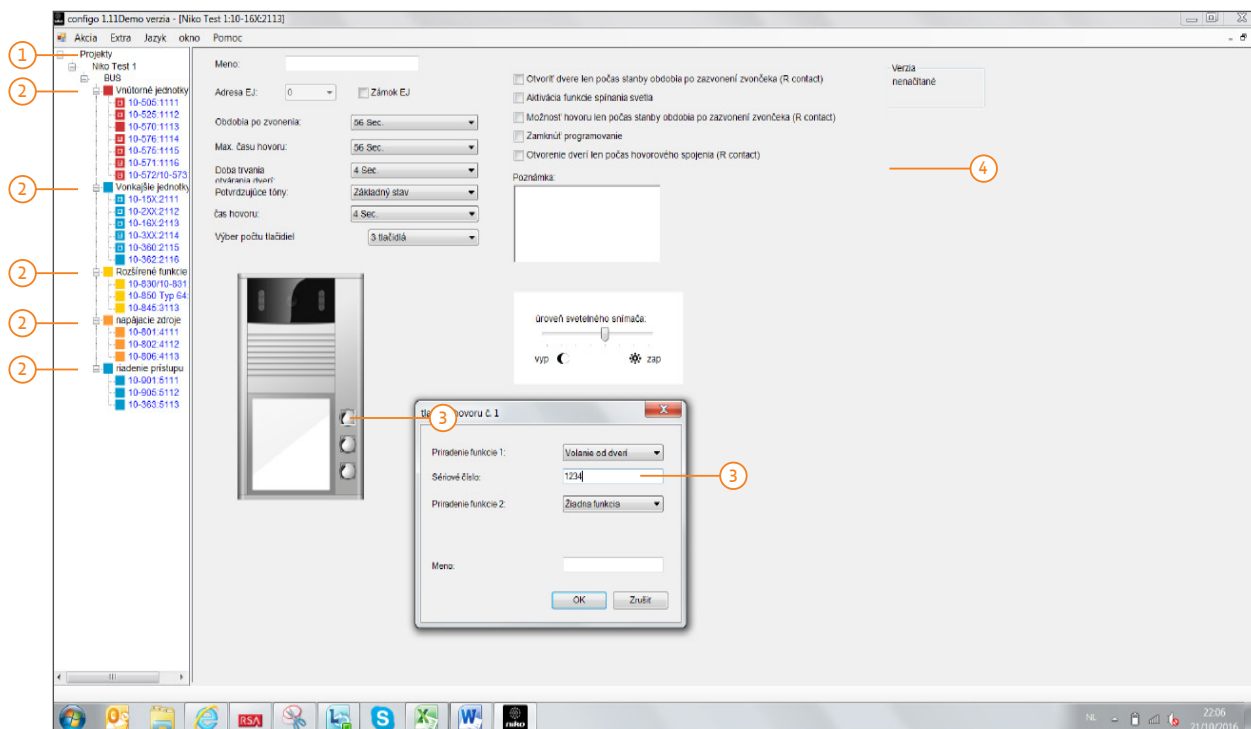 configo 1.11Demo verzia - [Niko Test 1:10-16X:2113]
Akcia Extra Jazyk okno Pomoc
1
Projekty
Niko Test 1
BUS
2
Vnútorné jednotky
10-505:1111
10-525:1112
10-570:1113
10-576:1114
10-575:1115
10-571:1116
10-572/10-573
2
Vonkajšie jednotky
10-15X:2111
10-2XX:2112
10-16X:2113
10-3XX:2114
10-360:2115
10-362:2116
2
Rozšírené funkcie
10-830/10-831
10-850 Typ 64:
10-845:3113
2
napájacie zdroje
10-801:4111
10-802:4112
10-806:4113
2
riadenie prístupu
10-901:5111
10-905:5112
10-363:5113
Meno:
Adresa EJ: 0 Zámok EJ
Obdobia po zvonenia: 56 Sec.
Max. času hovoru: 56 Sec.
Doba trvania
otvárania dverí: 4 Sec.
Potvrdzujúce tóny: Základný stav
čas hovoru: 4 Sec.
Výber počtu tlačidiel 3 tlačidlá
Otvoriť dvere len počas stanby obdobia po zazvonení zvončeka (R contact)
Aktivácia funkcie spínania svetla
Možnosť hovoru len počas stanby obdobia po zazvonení zvončeka (R contact)
Zamknúť programovanie
Otvorenie dverí len počas hovorového spojenia (R contact)
Poznámka:
Verzia
nenačítané
4
úroveň svetelného snímača:
vyp zap
3
hovoru č. 1
Priradenie funkcie 1: Volanie od dverí
Sériové číslo: 1234
3
Priradenie funkcie 2: Žiadna funkcia
Meno:
OK Zrušiť
RSA
niko
NL
22:06
21/10/2016